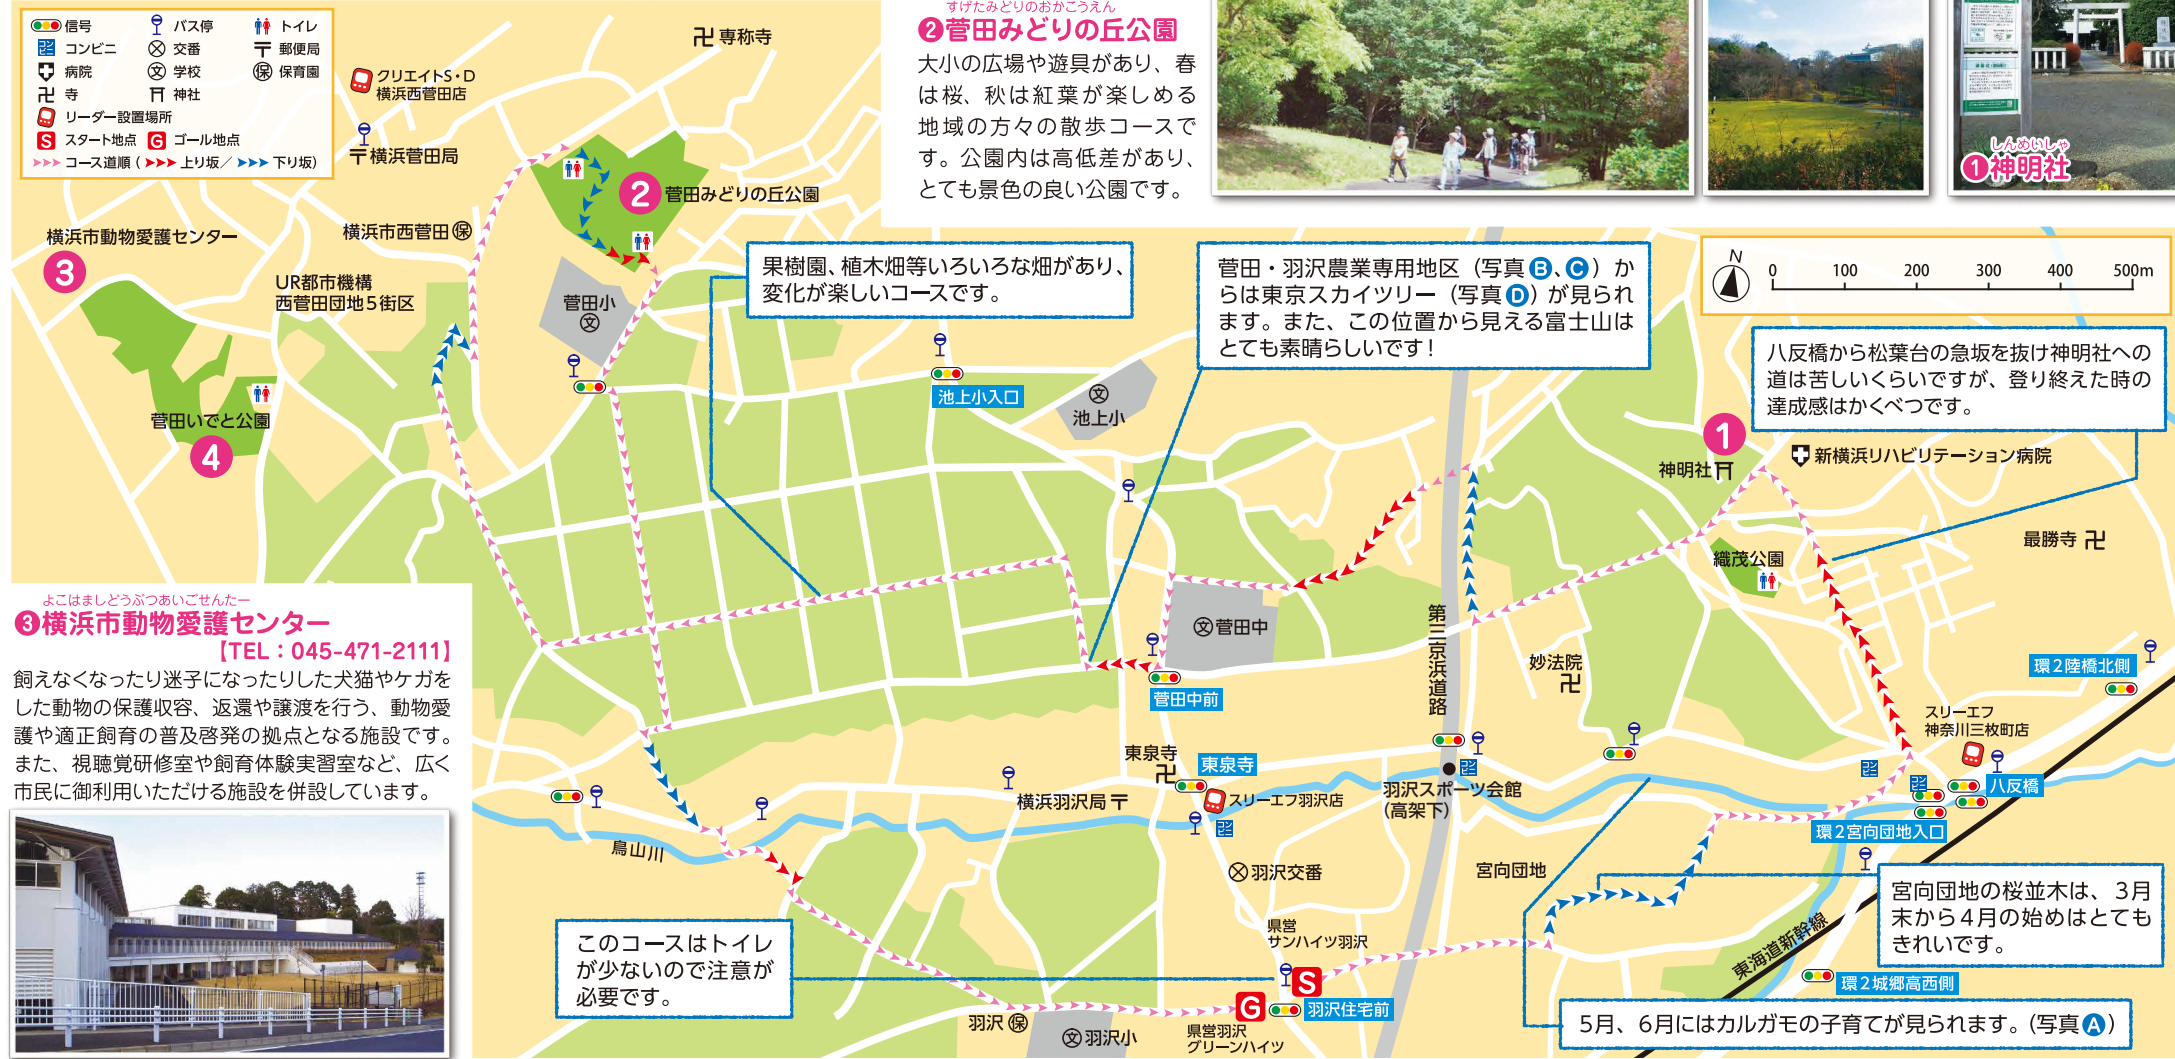 信号
バス停
トイレ
コンビニ
交番
郵便局
病院
文 学校
保 保育園
寺
神社
リーダー設置場所
S スタート地点
G ゴール地点
コース道順(上り坂／下り坂)
専称寺
クリエイトS・D
横浜西菅田店
横浜菅田局
横浜市西菅田 保
横浜市動物愛護センター
3
UR都市機構
西菅田団地5街区
菅田いでと公園
4
2
菅田みどりの丘公園
菅田小
文
すげたみどりのおかこうえん
❷菅田みどりの丘公園
大小の広場や遊具があり、春
は桜、秋は紅葉が楽しめる
地域の方々の散歩コースで
す。公園内は高低差があり、
とても景色の良い公園です。
しんめいしゃ
❶神明社
果樹園、植木畑等いろいろな畑があり、
変化が楽しいコースです。
菅田・羽沢農業専用地区（写真B、C）か
らは東京スカイツリー（写真D）が見られ
ます。また、この位置から見える富士山は
とても素晴らしいです！
N
0 100 200 300 400 500m
八反橋から松葉台の急坂を抜け神明社への
道は苦しいくらいですが、登り終えた時の
達成感はかくべつです。
池上小入口
文
池上小
1
神明社
新横浜リハビリテーション病院
最勝寺
織茂公園
よこはましどうぶつあいごせんたー
❸横浜市動物愛護センター
【TEL：045-471-2111】
飼えなくなったり迷子になったりした犬猫やケガを
した動物の保護収容、返還や譲渡を行う、動物愛
護や適正飼育の普及啓発の拠点となる施設です。
また、視聴覚研修室や飼育体験実習室など、広く
市民に御利用いただける施設を併設しています。
文 菅田中
菅田中前
第三京浜道路
妙法院
環2陸橋北側
スリーエフ
神奈川三枚町店
八反橋
環2宮向団地入口
東泉寺
東泉寺
スリーエフ羽沢店
横浜羽沢局
羽沢スポーツ会館
(高架下)
鳥山川
羽沢交番
宮向団地
宮向団地の桜並木は、3月
末から4月の始めはとても
きれいです。
このコースはトイレ
が少ないので注意が
必要です。
県営
サンハイツ羽沢
S
G
羽沢住宅前
東海道新幹線
環2城郷高西側
羽沢 保
文 羽沢小
県営羽沢
グリーンハイツ
5月、6月にはカルガモの子育てが見られます。(写真A)